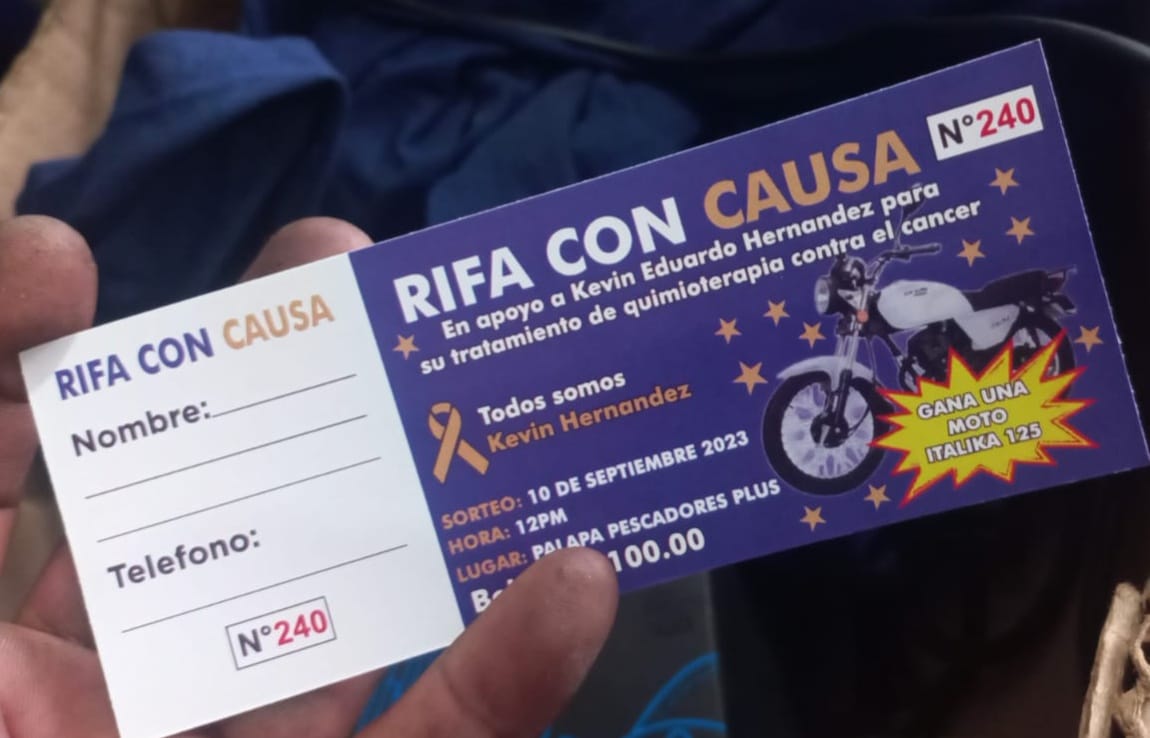 RIFA CON CAUSA
Nombre:
Telefono:
N°240
RIFA CON CAUSA
N°240
En apoyo a Kevin Eduardo Hernandez para
su tratamiento de quimioterapia contra el cancer
Todos somos
Kevin Hernandez
SORTEO: 10 DE SEPTIEMBRE 2023
HORA: 12PM
LUGAR: PALAPA PESCADORES PLUS
100.00
GANA UNA
MOTO
ITALIKA 125